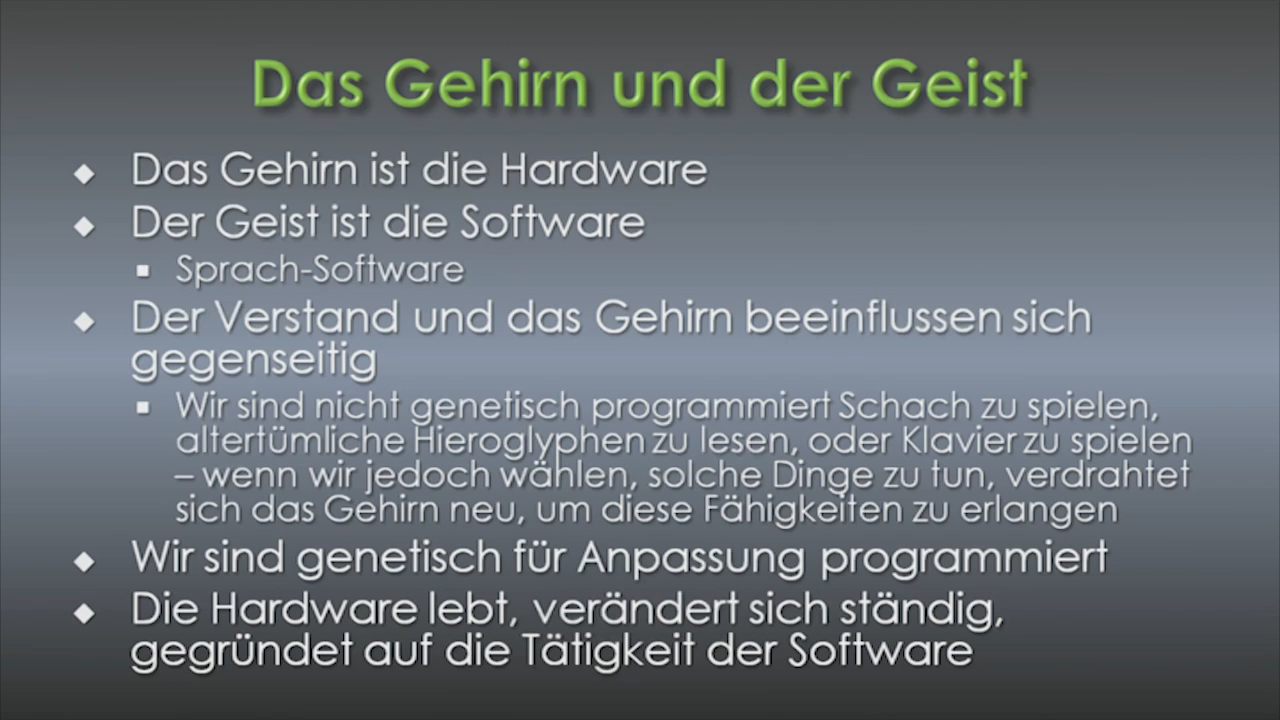 Das Gehirn und der Geist
Das Gehirn ist die Hardware
Der Geist ist die Software
Sprach-Software
Der Verstand und das Gehirn beeinflussen sich
gegenseitig
Wir sind nicht genetisch programmiert Schach zu spielen,
altertümliche Hieroglyphen zu lesen, oder Klavier zu spielen
– wenn wir jedoch wählen, solche Dinge zu tun, verdrahtet
sich das Gehirn neu, um diese Fähigkeiten zu erlangen
Wir sind genetisch für Anpassung programmiert
Die Hardware lebt, verändert sich ständig,
gegründet auf die Tätigkeit der Software